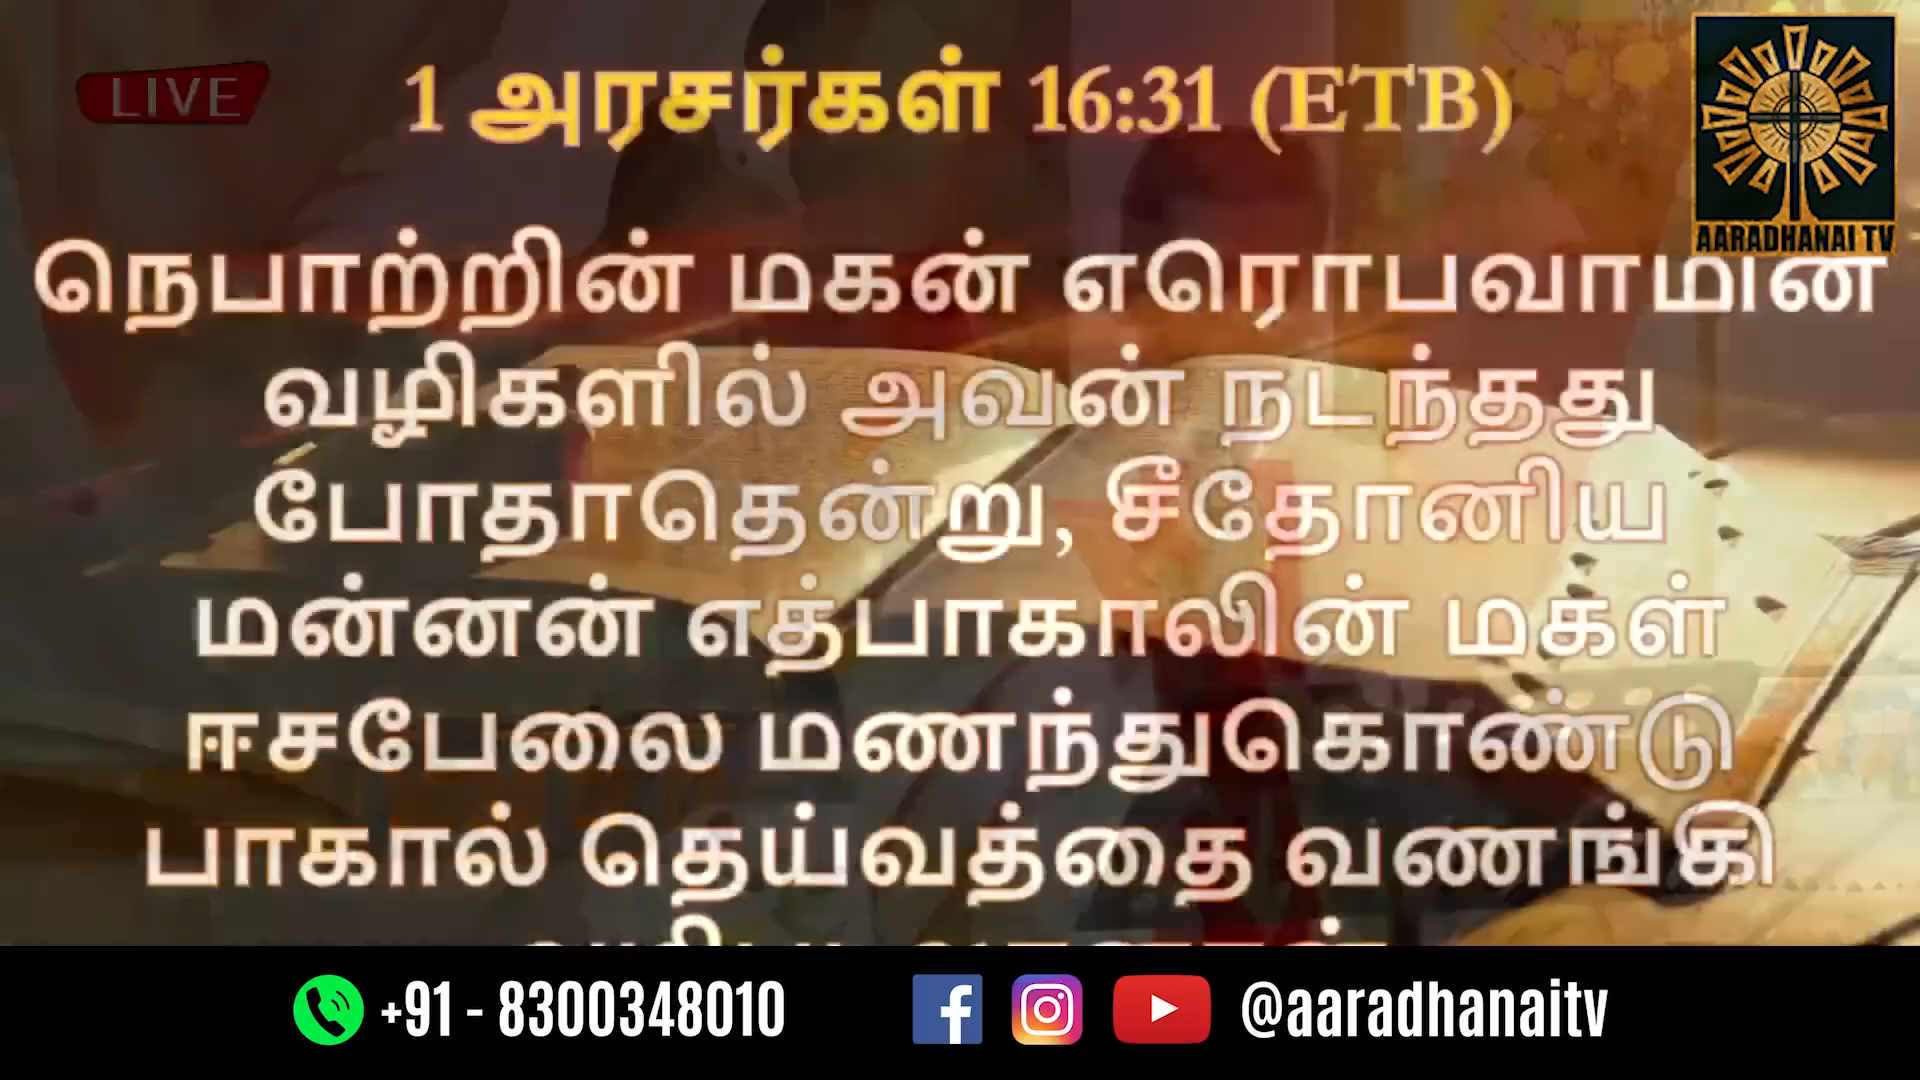 LIVE
1 அரசர்கள் 16:31 (ETB)
AARADHANAI TV
நெபாற்றின் மகன் எரொபவாமின்
வழிகளில் அவன் நடந்தது
போதாதென்று, சீதோனிய
மன்னன் எத்பாகாலின் மகள்
ஈசபேலை மணந்துகொண்டு
பாகால் தெய்வத்தை வணங்கி
+91 - 8300348010
@aaradhanaitv